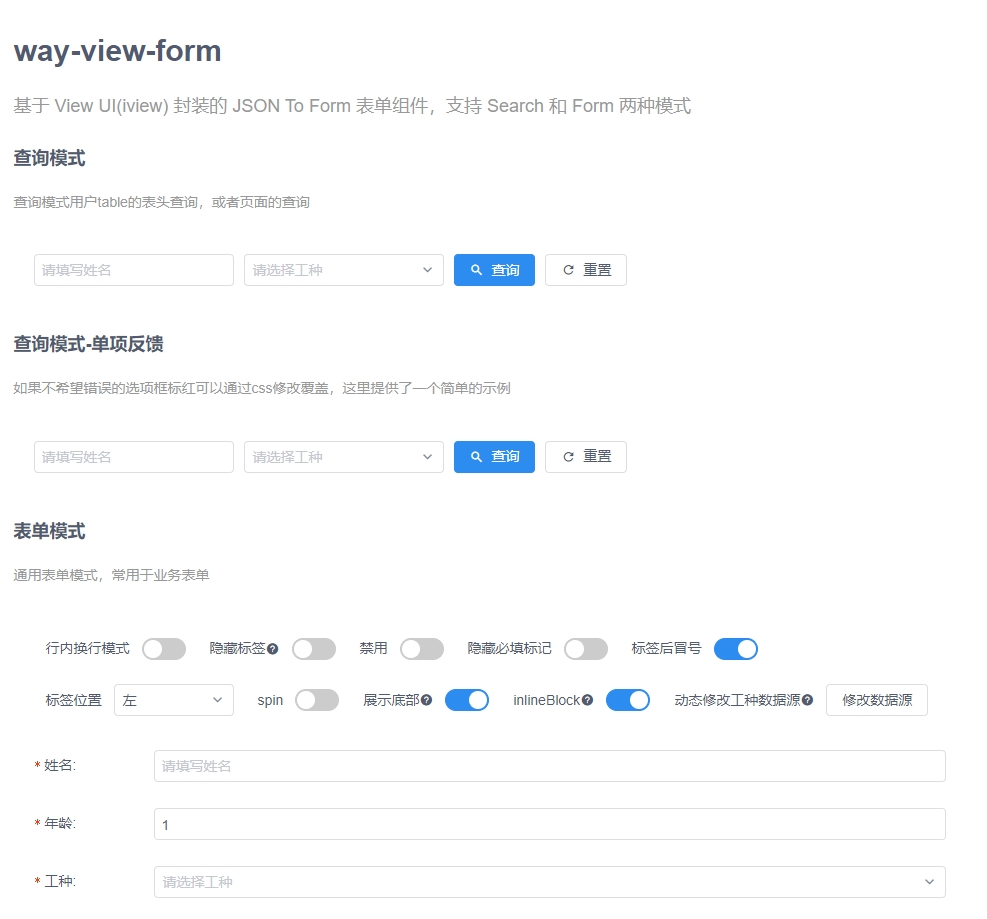 way-view-form
基于 View UI(iview) 封装的 JSON To Form 表单组件，支持 Search 和 Form 两种模式
查询模式
查询模式用户table的表头查询，或者页面的查询
请填写姓名 请选择工种 查询 重置
查询模式-单项反馈
如果不希望错误的选项框标红可以通过css修改覆盖，这里提供了一个简单的示例
请填写姓名 请选择工种 查询 重置
表单模式
通用表单模式，常用于业务表单
行内换行模式 隐藏标签? 禁用 隐藏必填标记 标签后冒号
标签位置 左 spin 展示底部? inlineBlock? 动态修改工种数据源? 修改数据源
* 姓名: 请填写姓名
* 年龄: 1
* 工种: 请选择工种